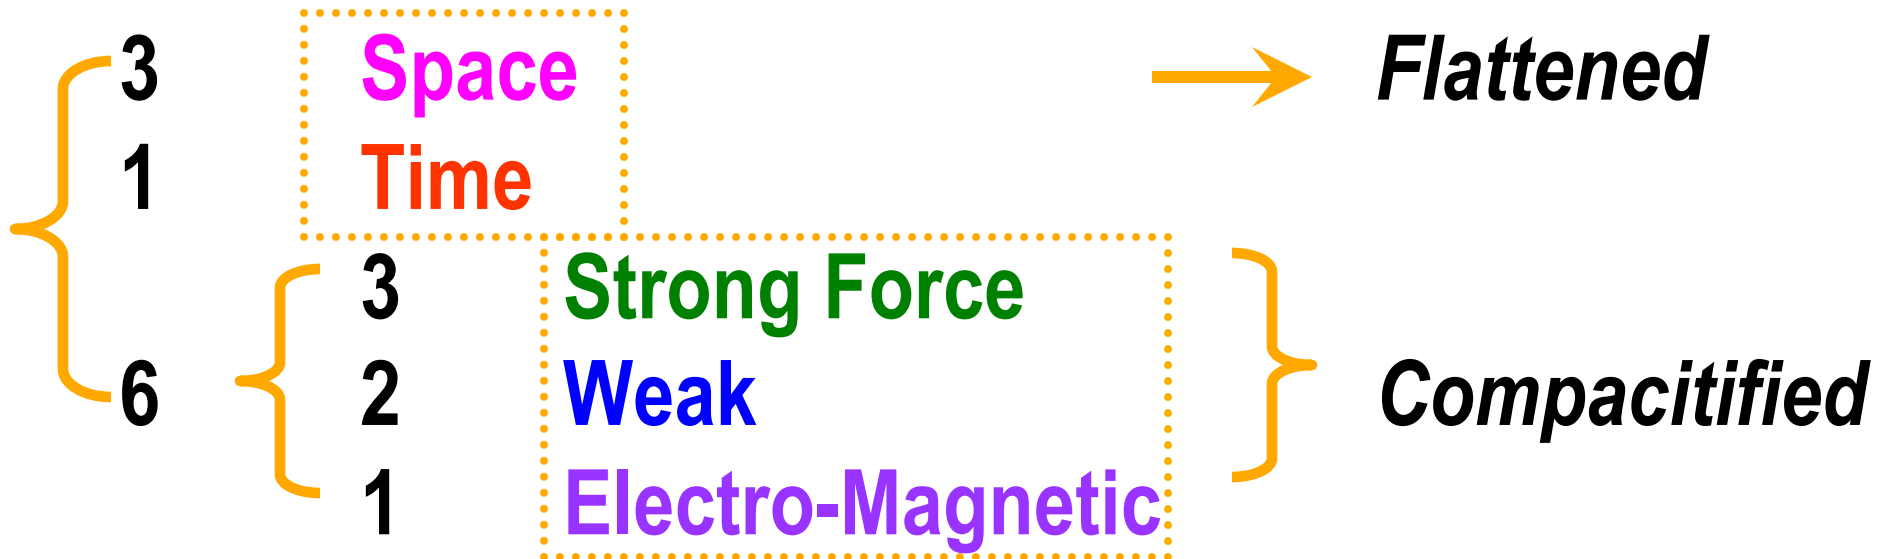 3 Space Flattened
1 Time
3 Strong Force
6 2 Weak Compacitified
1 Electro-Magnetic